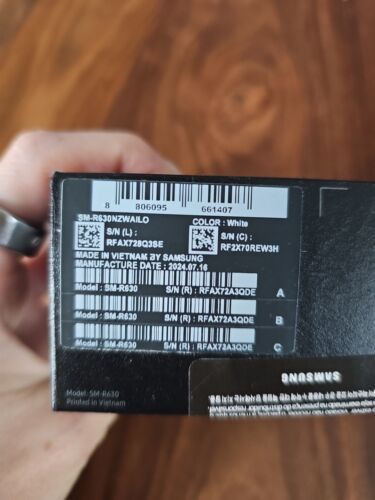 8 806095 661407
SM-R630NZWAILO COLOR : White
S/N (L) : S/N (C) :
RFAX728Q3SE RF2X70REW3H
MADE IN VIETNAM BY SAMSUNG
MANUFACTURE DATE : 2024.07.16
Model : SM-R630 S/N (R) : RFAX72A3QDE A
Model : SM-R630 S/N (R) : RFAX72A3QDE B
Model : SM-R630 S/N (R) : RFAX72A3QDE C
SAMSUNG
Model: SM-R630
Printed in Vietnam